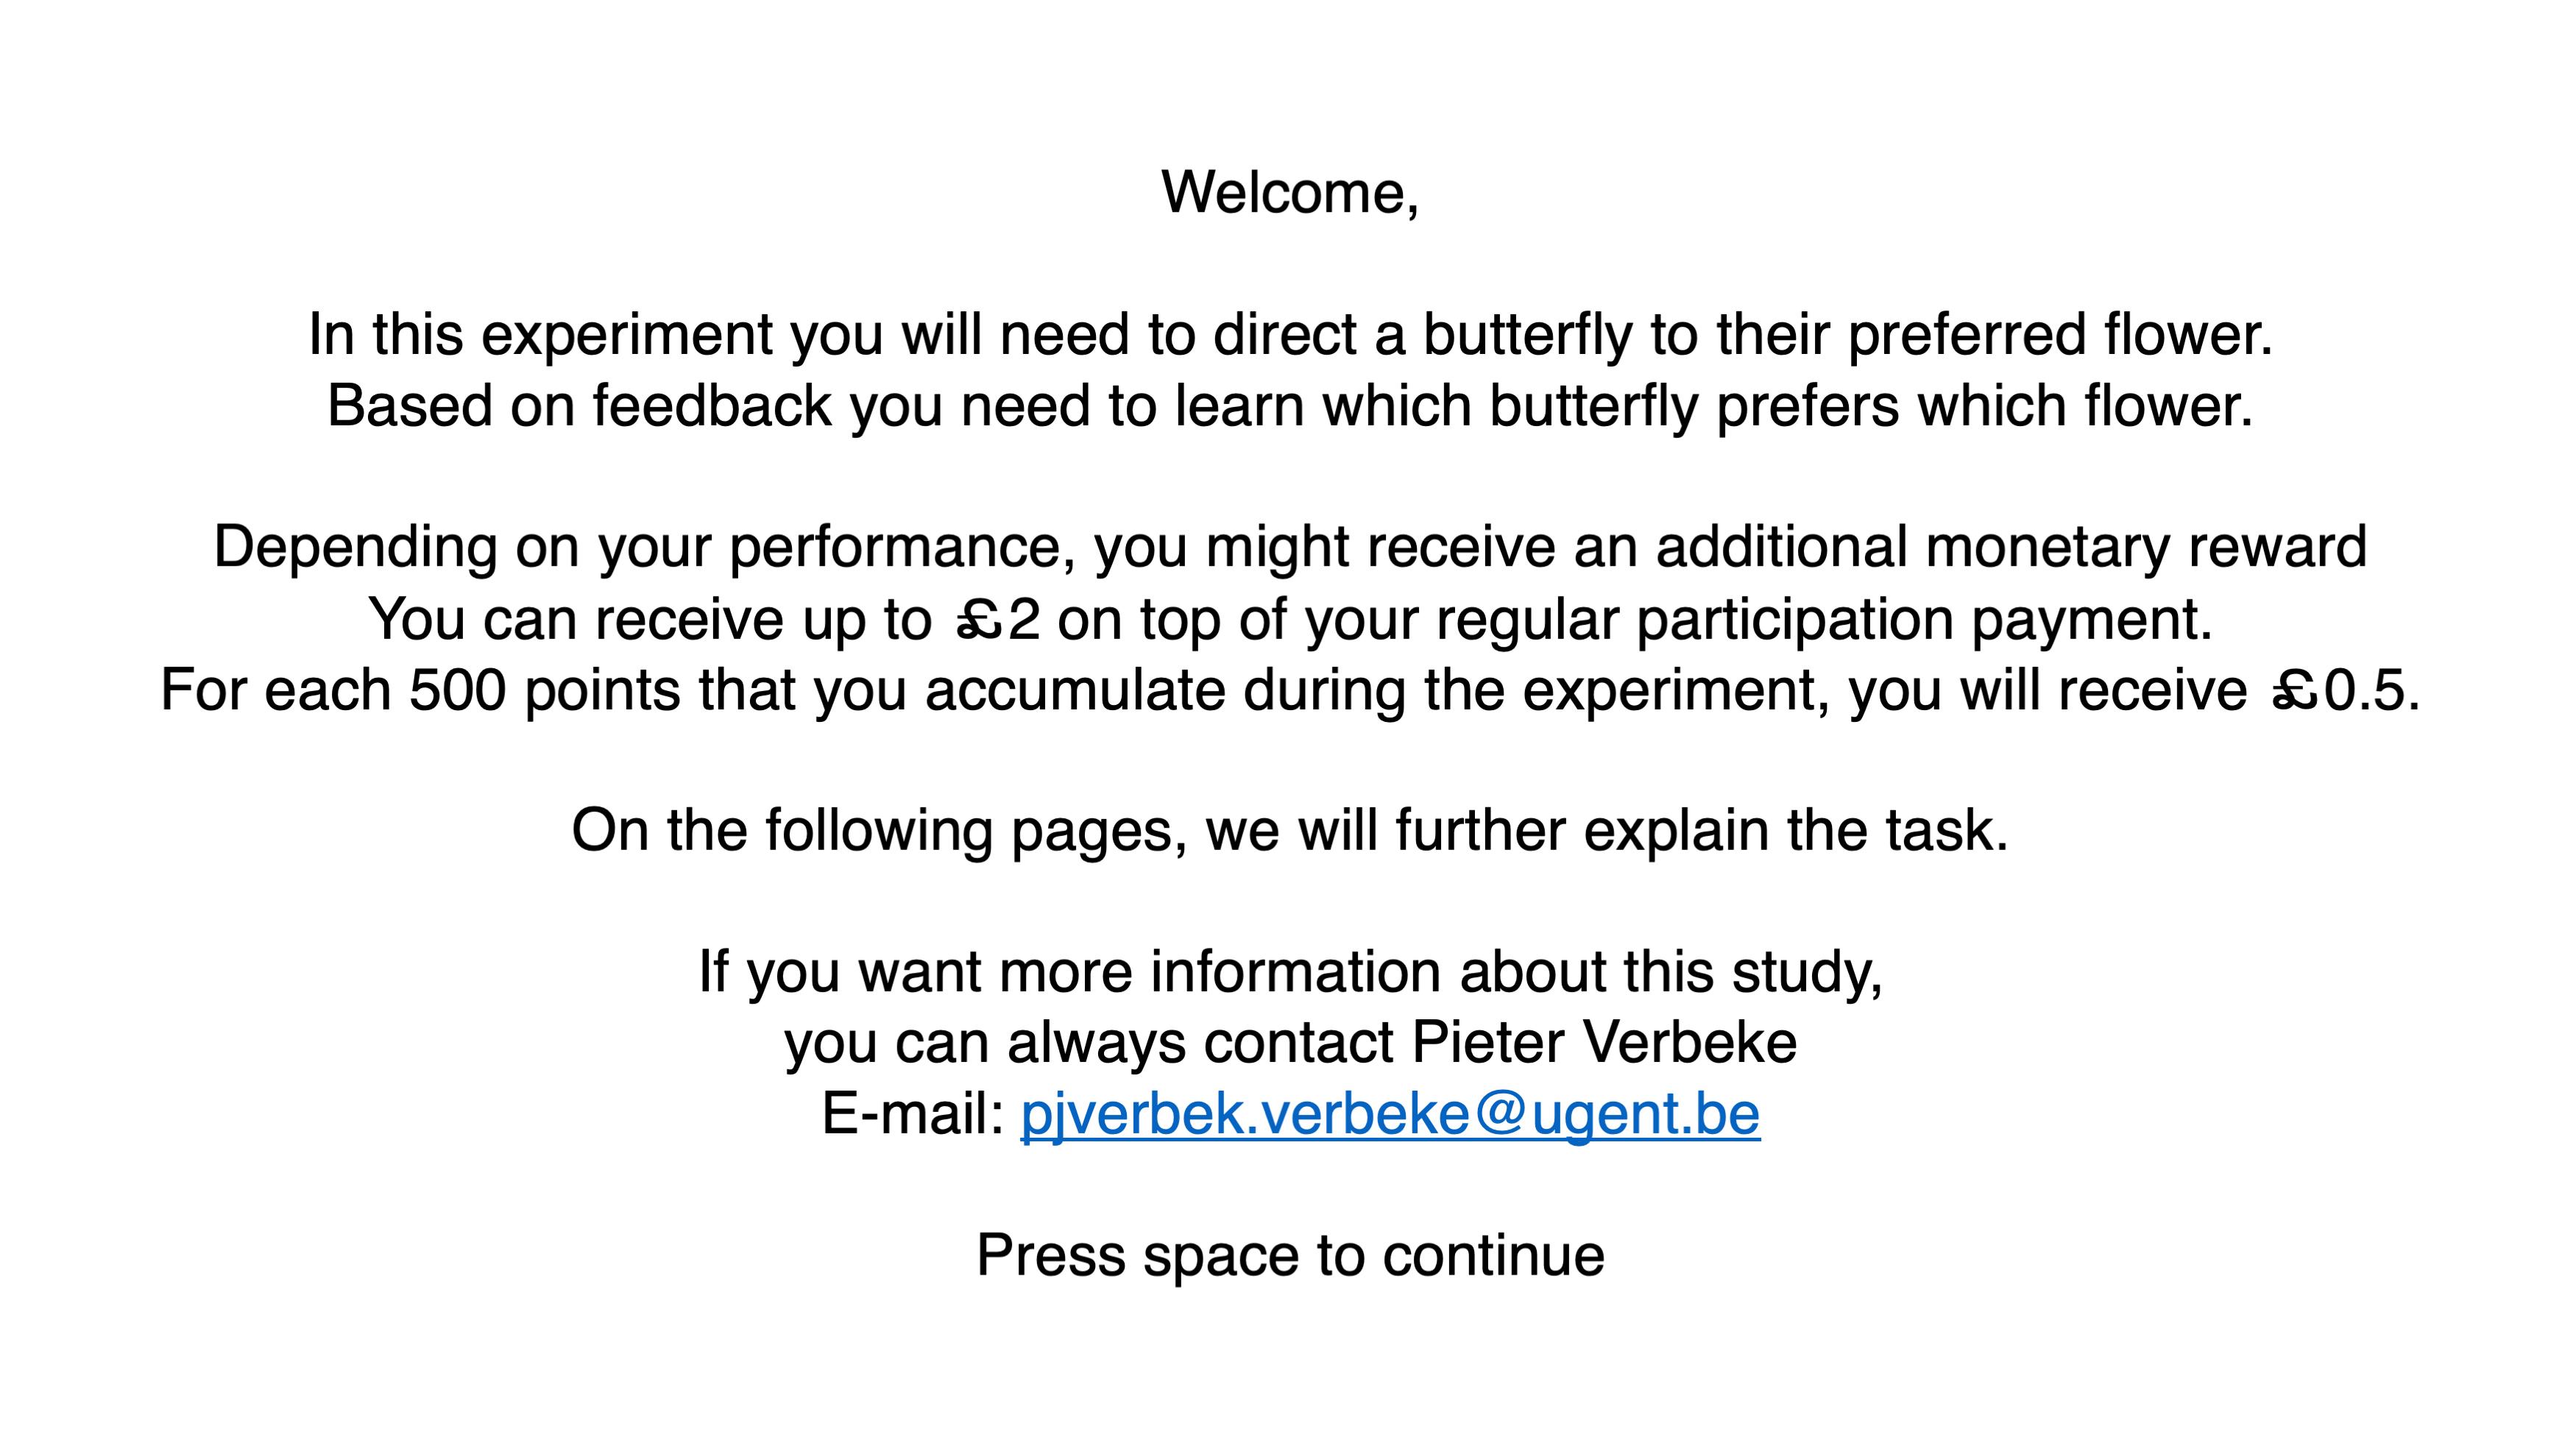 Welcome,
In this experiment you will need to direct a butterfly to their preferred flower.
Based on feedback you need to learn which butterfly prefers which flower.
Depending on your performance, you might receive an additional monetary reward
You can receive up to £2 on top of your regular participation payment.
For each 500 points that you accumulate during the experiment, you will receive £0.5.
On the following pages, we will further explain the task.
If you want more information about this study,
you can always contact Pieter Verbeke
E-mail: pjverbek.verbeke@ugent.be
Press space to continue